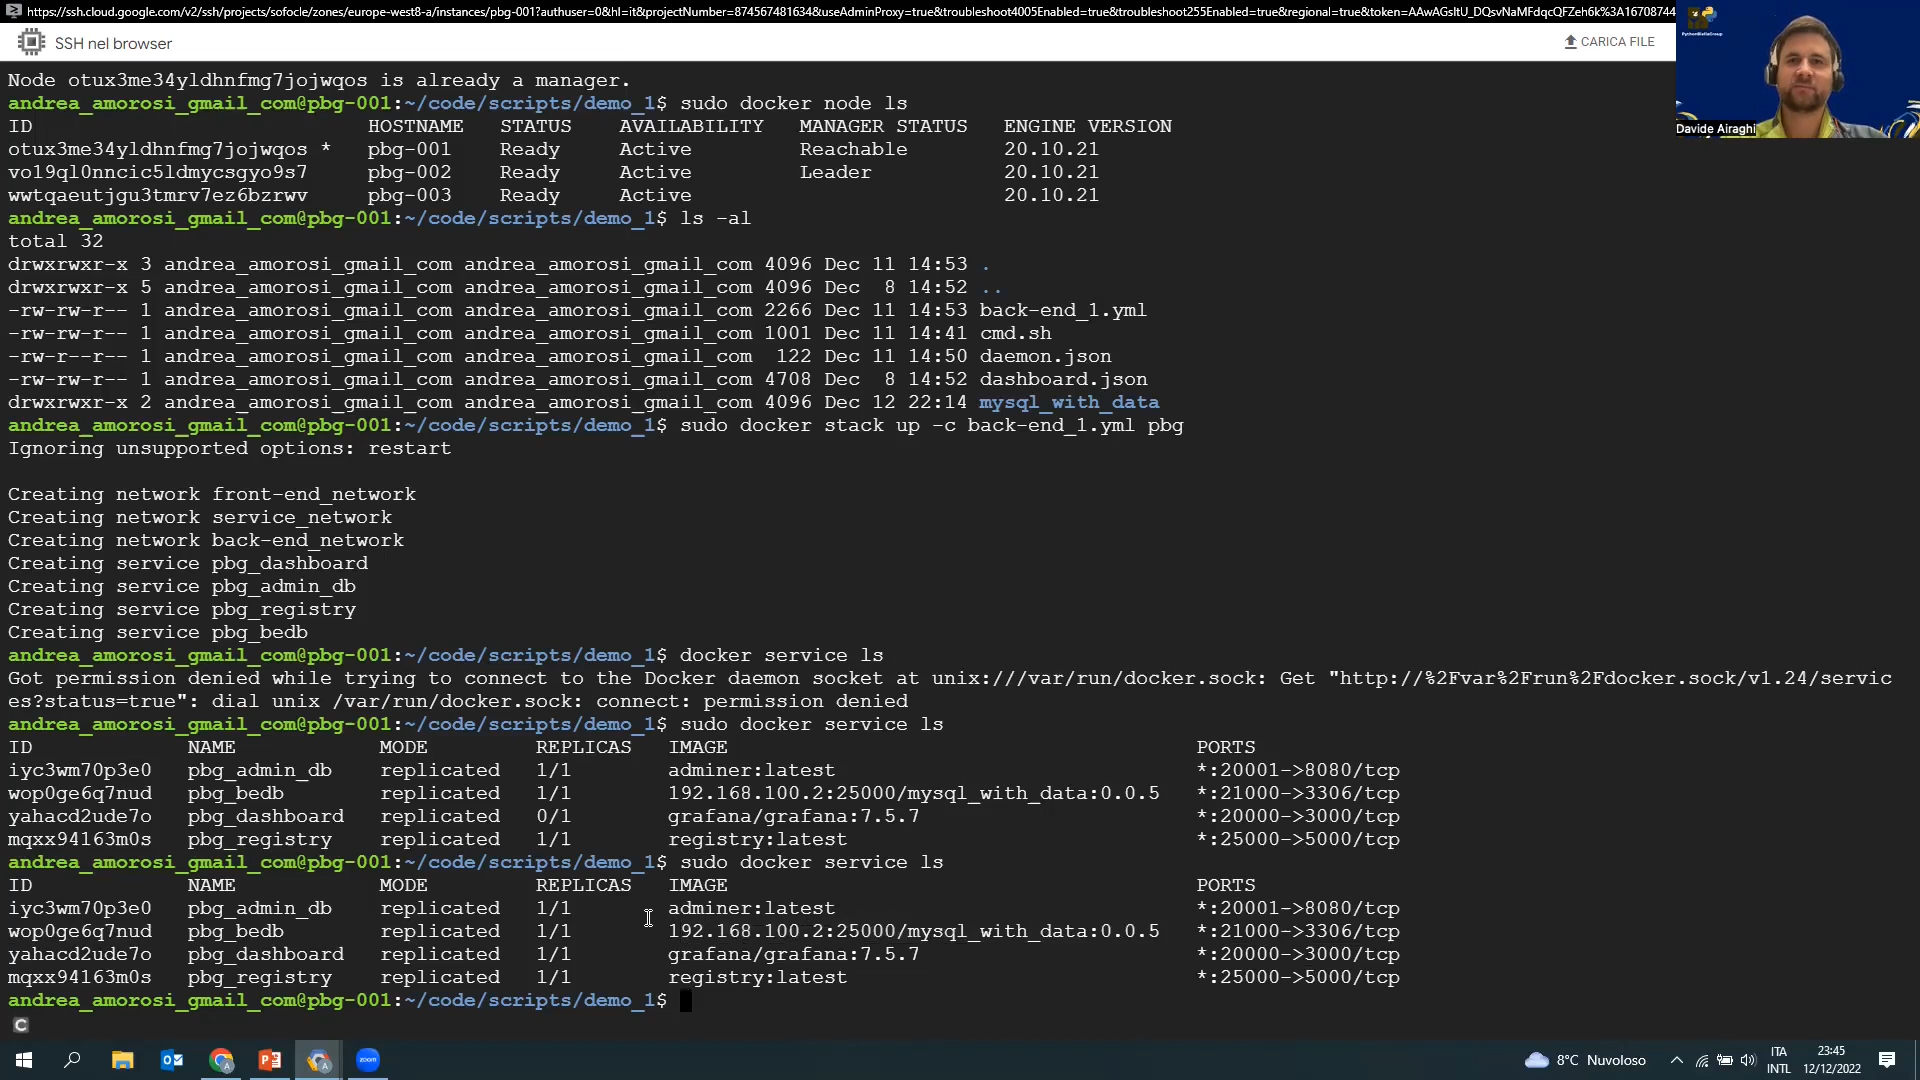 https://ssh.cloud.google.com/v2/ssh/projects/sofocle/zones/europe-west8-a/instances/pbg-001?authuser=0&hl=it&projectNumber=874567481634&useAdminProxy=true&troubleshoot4005Enabled=true&troubleshoot255Enabled=true&regional=true&token=AAwAGsltU_DQsvNaMFdqcQFZeh6k%3A16708744
SSH nel browser
CARICA FILE
PythonBiellaGroup
Davide Airaghi
Node otux3me34yldhnfmg7jojwqos is already a manager.
andrea_amorosi_gmail_com@pbg-001:~/code/scripts/demo_1$ sudo docker node ls
ID HOSTNAME STATUS AVAILABILITY MANAGER STATUS ENGINE VERSION
otux3me34yldhnfmg7jojwqos * pbg-001 Ready Active Reachable 20.10.21
vo19ql0nncic5ldmycsgyo9s7 pbg-002 Ready Active Leader 20.10.21
wwtqaeutjgu3tmrv7ez6bzrwv pbg-003 Ready Active 20.10.21
andrea_amorosi_gmail_com@pbg-001:~/code/scripts/demo_1$ ls -al
total 32
drwxrwxr-x 3 andrea_amorosi_gmail_com andrea_amorosi_gmail_com 4096 Dec 11 14:53 .
drwxrwxr-x 5 andrea_amorosi_gmail_com andrea_amorosi_gmail_com 4096 Dec 8 14:52 ..
-rw-rw-r-- 1 andrea_amorosi_gmail_com andrea_amorosi_gmail_com 2266 Dec 11 14:53 back-end_1.yml
-rw-rw-r-- 1 andrea_amorosi_gmail_com andrea_amorosi_gmail_com 1001 Dec 11 14:41 cmd.sh
-rw-r--r-- 1 andrea_amorosi_gmail_com andrea_amorosi_gmail_com 122 Dec 11 14:50 daemon.json
-rw-rw-r-- 1 andrea_amorosi_gmail_com andrea_amorosi_gmail_com 4708 Dec 8 14:52 dashboard.json
drwxrwxr-x 2 andrea_amorosi_gmail_com andrea_amorosi_gmail_com 4096 Dec 12 22:14 mysql_with_data
andrea_amorosi_gmail_com@pbg-001:~/code/scripts/demo_1$ sudo docker stack up -c back-end_1.yml pbg
Ignoring unsupported options: restart
Creating network front-end_network
Creating network service_network
Creating network back-end_network
Creating service pbg_dashboard
Creating service pbg_admin_db
Creating service pbg_registry
Creating service pbg_bedb
andrea_amorosi_gmail_com@pbg-001:~/code/scripts/demo_1$ docker service ls
Got permission denied while trying to connect to the Docker daemon socket at unix:///var/run/docker.sock: Get "http://%2Fvar%2Frun%2Fdocker.sock/v1.24/servic
es?status=true": dial unix /var/run/docker.sock: connect: permission denied
andrea_amorosi_gmail_com@pbg-001:~/code/scripts/demo_1$ sudo docker service ls
ID NAME MODE REPLICAS IMAGE PORTS
iyc3wm70p3e0 pbg_admin_db replicated 1/1 adminer:latest *:20001->8080/tcp
wop0ge6q7nud pbg_bedb replicated 1/1 192.168.100.2:25000/mysql_with_data:0.0.5 *:21000->3306/tcp
yahacd2ude7o pbg_dashboard replicated 0/1 grafana/grafana:7.5.7 *:20000->3000/tcp
mqxx94163m0s pbg_registry replicated 1/1 registry:latest *:25000->5000/tcp
andrea_amorosi_gmail_com@pbg-001:~/code/scripts/demo_1$ sudo docker service ls
ID NAME MODE REPLICAS IMAGE PORTS
iyc3wm70p3e0 pbg_admin_db replicated 1/1 adminer:latest *:20001->8080/tcp
wop0ge6q7nud pbg_bedb replicated 1/1 192.168.100.2:25000/mysql_with_data:0.0.5 *:21000->3306/tcp
yahacd2ude7o pbg_dashboard replicated 1/1 grafana/grafana:7.5.7 *:20000->3000/tcp
mqxx94163m0s pbg_registry replicated 1/1 registry:latest *:25000->5000/tcp
andrea_amorosi_gmail_com@pbg-001:~/code/scripts/demo_1$
C
zoom
8°C Nuvoloso
ITA
INTL
23:45
12/12/2022